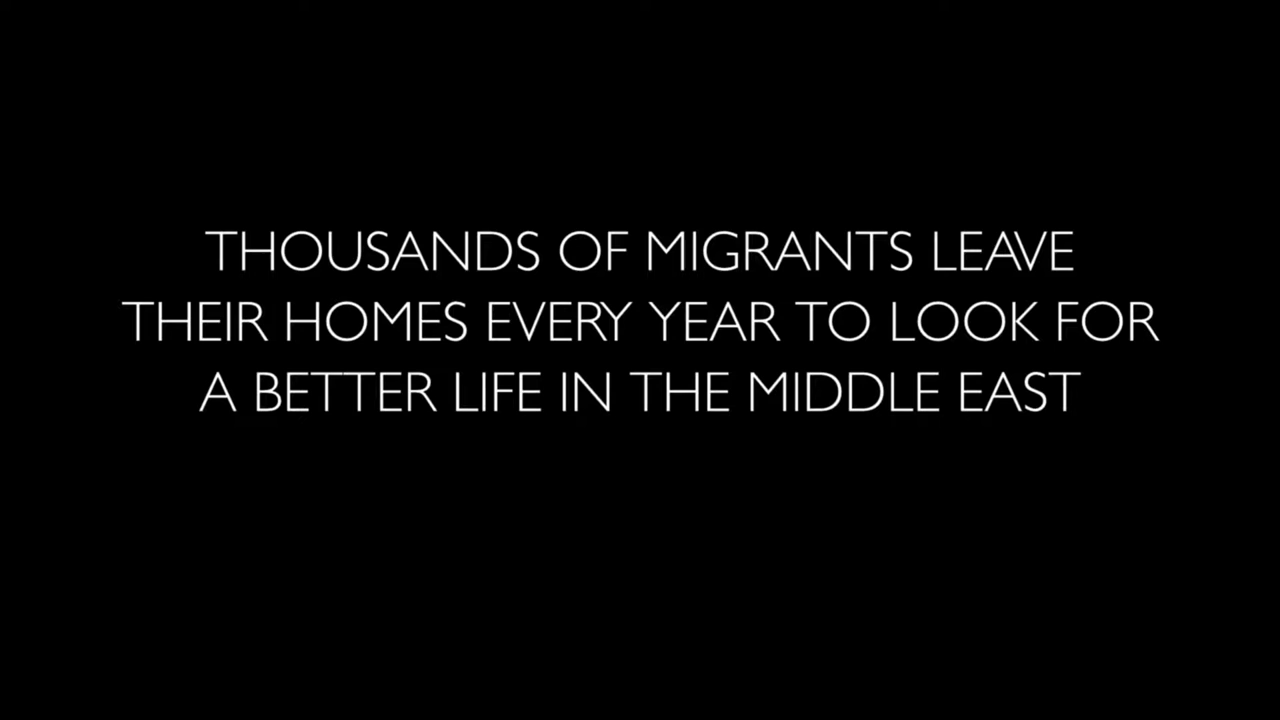 THOUSANDS OF MIGRANTS LEAVE
THEIR HOMES EVERY YEAR TO LOOK FOR
A BETTER LIFE IN THE MIDDLE EAST